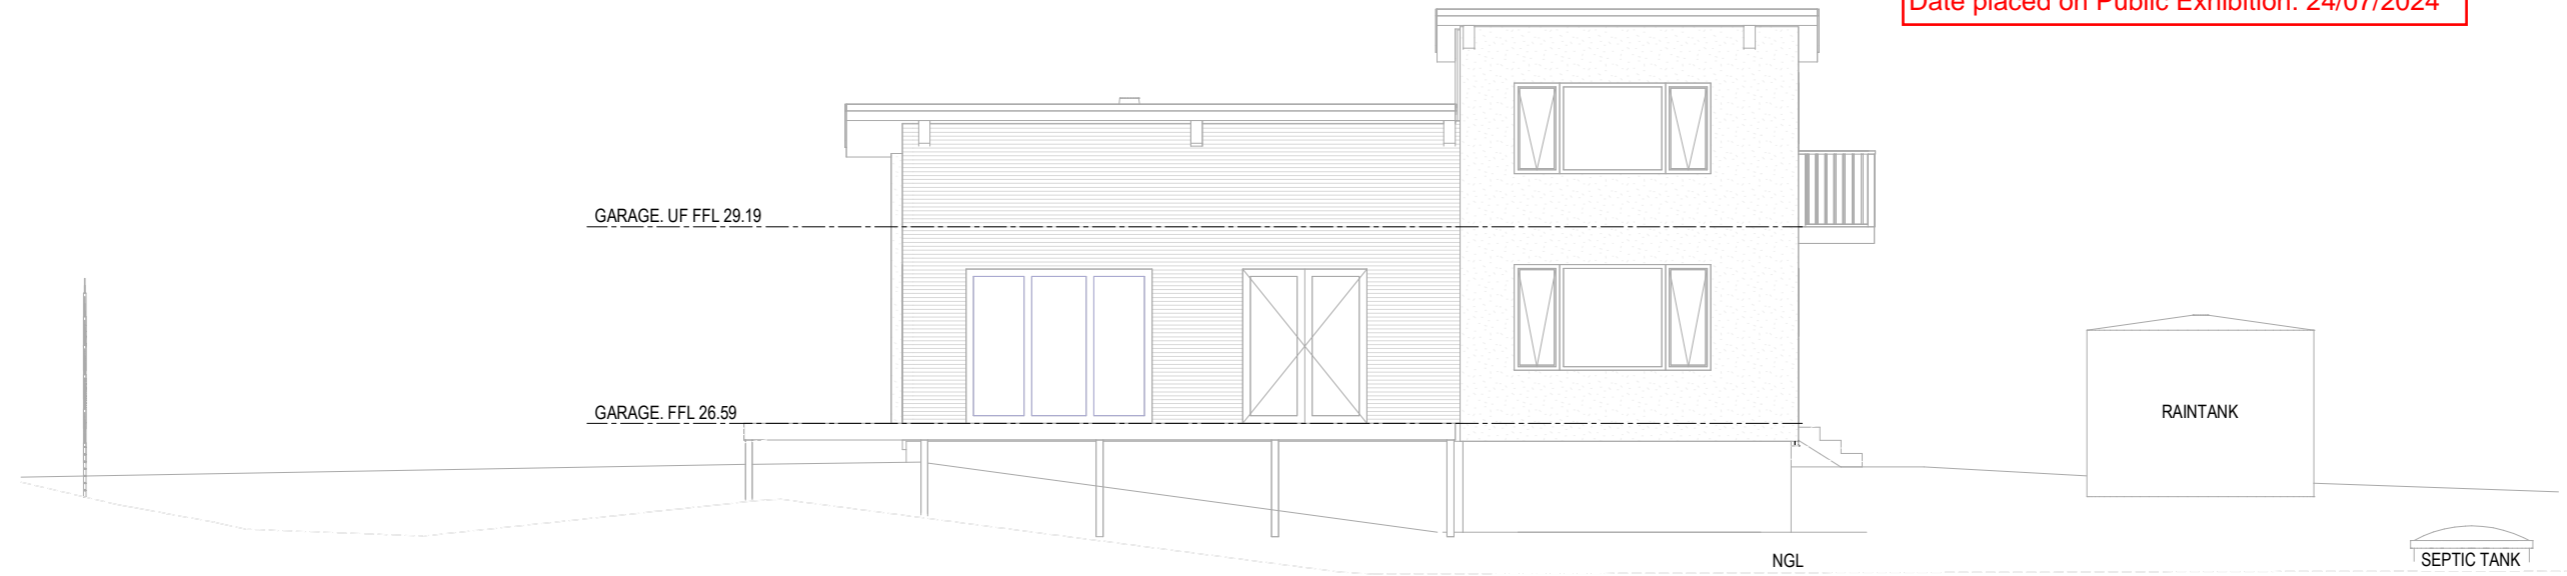 Date placed on Public Exhibition: 24/07/2024
GARAGE. UF FFL 29.19
GARAGE. FFL 26.59
RAINTANK
NGL
SEPTIC TANK